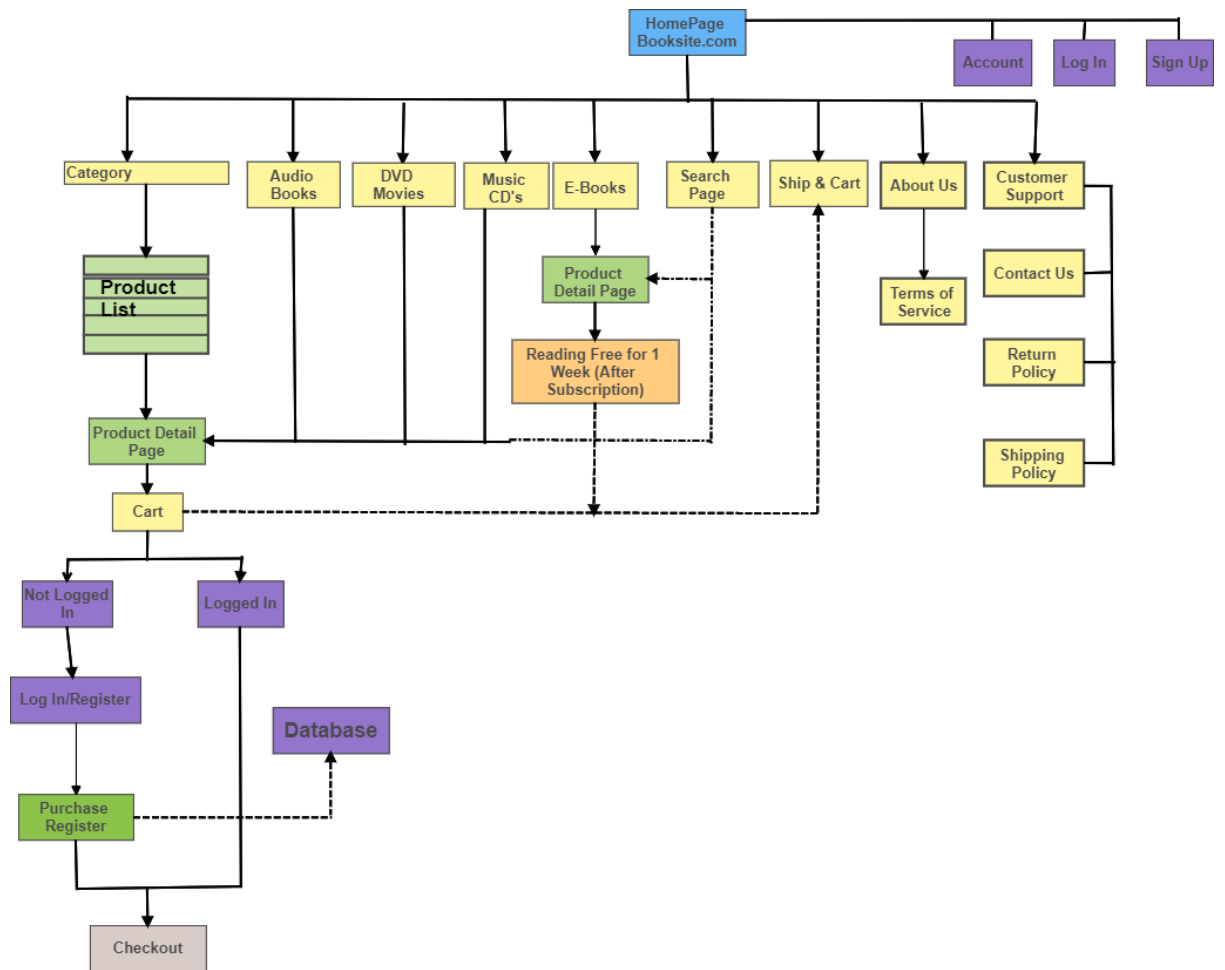 HomePage
Booksite.com
Account
Log In
Sign Up
Category
Audio
Books
DVD
Movies
Music
CD's
E-Books
Search
Page
Ship & Cart
About Us
Customer
Support
Product
List
Product
Detail Page
Contact Us
Terms of
Service
Reading Free for 1
Week (After
Subscription)
Return
Policy
Product Detail
Page
Shipping
Policy
Cart
Not Logged
In
Logged In
Log In/Register
Database
Purchase
Register
Checkout